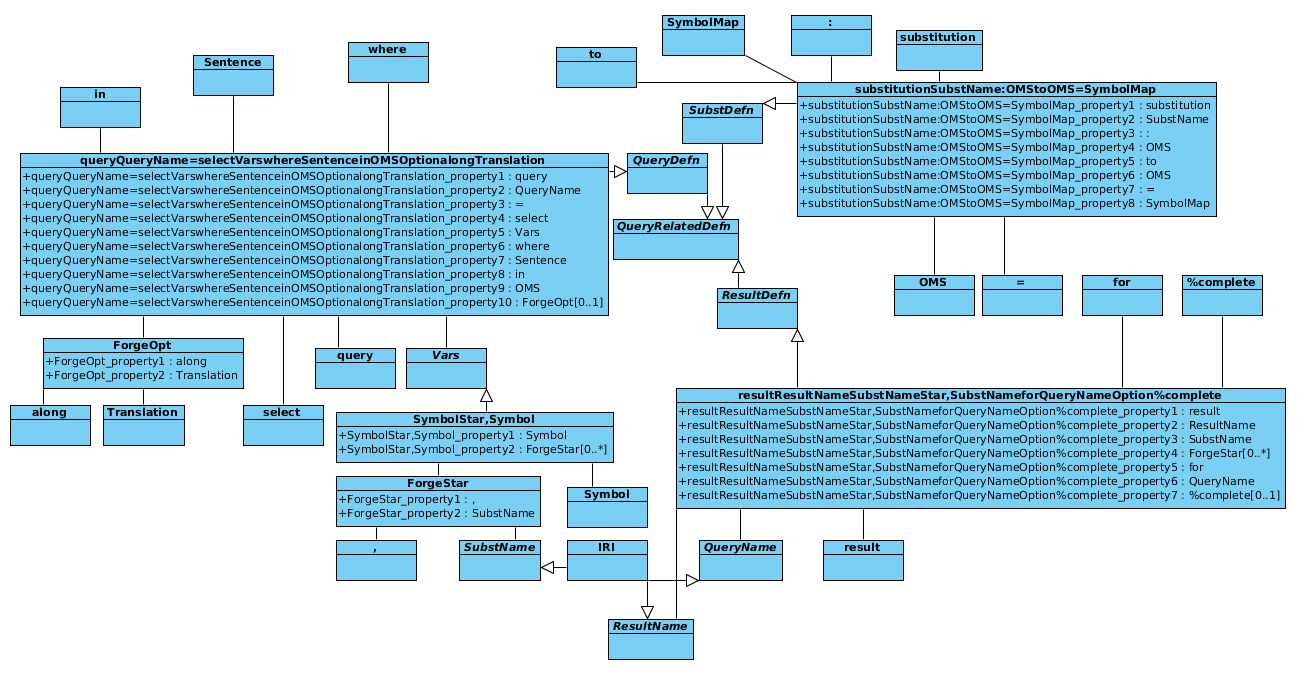 SymbolMap
:
substitution
where
to
Sentence
in
substitutionSubstName:OMStoOMS=SymbolMap
+substitutionSubstName:OMStoOMS=SymbolMap_property1 : substitution
+substitutionSubstName:OMStoOMS=SymbolMap_property2 : SubstName
+substitutionSubstName:OMStoOMS=SymbolMap_property3 : :
+substitutionSubstName:OMStoOMS=SymbolMap_property4 : OMS
+substitutionSubstName:OMStoOMS=SymbolMap_property5 : to
+substitutionSubstName:OMStoOMS=SymbolMap_property6 : OMS
+substitutionSubstName:OMStoOMS=SymbolMap_property7 : =
+substitutionSubstName:OMStoOMS=SymbolMap_property8 : SymbolMap
SubstDefn
queryQueryName=selectVarswhereSentenceinOMSOptionalongTranslation
+queryQueryName=selectVarswhereSentenceinOMSOptionalongTranslation_property1 : query
+queryQueryName=selectVarswhereSentenceinOMSOptionalongTranslation_property2 : QueryName
+queryQueryName=selectVarswhereSentenceinOMSOptionalongTranslation_property3 : =
+queryQueryName=selectVarswhereSentenceinOMSOptionalongTranslation_property4 : select
+queryQueryName=selectVarswhereSentenceinOMSOptionalongTranslation_property5 : Vars
+queryQueryName=selectVarswhereSentenceinOMSOptionalongTranslation_property6 : where
+queryQueryName=selectVarswhereSentenceinOMSOptionalongTranslation_property7 : Sentence
+queryQueryName=selectVarswhereSentenceinOMSOptionalongTranslation_property8 : in
+queryQueryName=selectVarswhereSentenceinOMSOptionalongTranslation_property9 : OMS
+queryQueryName=selectVarswhereSentenceinOMSOptionalongTranslation_property10 : ForgeOpt[0..1]
QueryDefn
QueryRelatedDefn
ResultDefn
OMS
=
for
%complete
ForgeOpt
+ForgeOpt_property1 : along
+ForgeOpt_property2 : Translation
query
Vars
along
Translation
select
SymbolStar,Symbol
+SymbolStar,Symbol_property1 : Symbol
+SymbolStar,Symbol_property2 : ForgeStar[0..*]
resultResultNameSubstNameStar,SubstNameforQueryNameOption%complete
+resultResultNameSubstNameStar,SubstNameforQueryNameOption%complete_property1 : result
+resultResultNameSubstNameStar,SubstNameforQueryNameOption%complete_property2 : ResultName
+resultResultNameSubstNameStar,SubstNameforQueryNameOption%complete_property3 : SubstName
+resultResultNameSubstNameStar,SubstNameforQueryNameOption%complete_property4 : ForgeStar[0..*]
+resultResultNameSubstNameStar,SubstNameforQueryNameOption%complete_property5 : for
+resultResultNameSubstNameStar,SubstNameforQueryNameOption%complete_property6 : QueryName
+resultResultNameSubstNameStar,SubstNameforQueryNameOption%complete_property7 : %complete[0..1]
ForgeStar
+ForgeStar_property1 : ,
+ForgeStar_property2 : SubstName
Symbol
,
SubstName
IRI
QueryName
result
ResultName